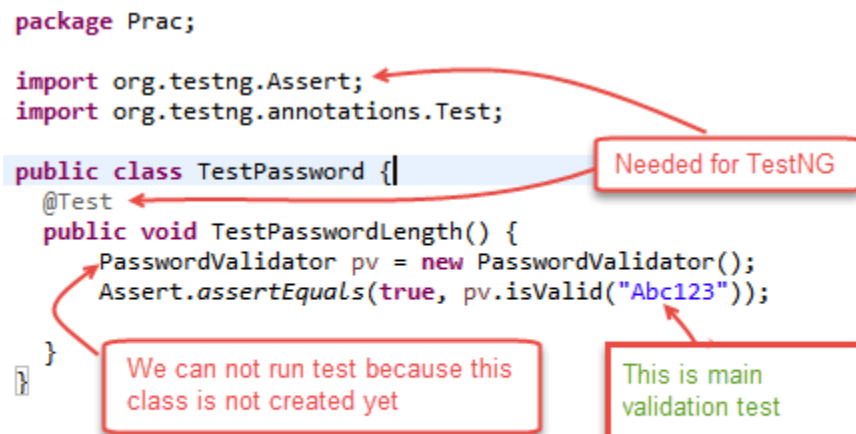 package Prac;
import org.testng.Assert;
import org.testng.annotations.Test;
public class TestPassword {
@Test
public void TestPasswordLength() {
PasswordValidator pv = new PasswordValidator();
Assert.assertEquals(true, pv.isValid("Abc123"));
}
}
Needed for TestNG
We can not run test because this
class is not created yet
This is main
validation test